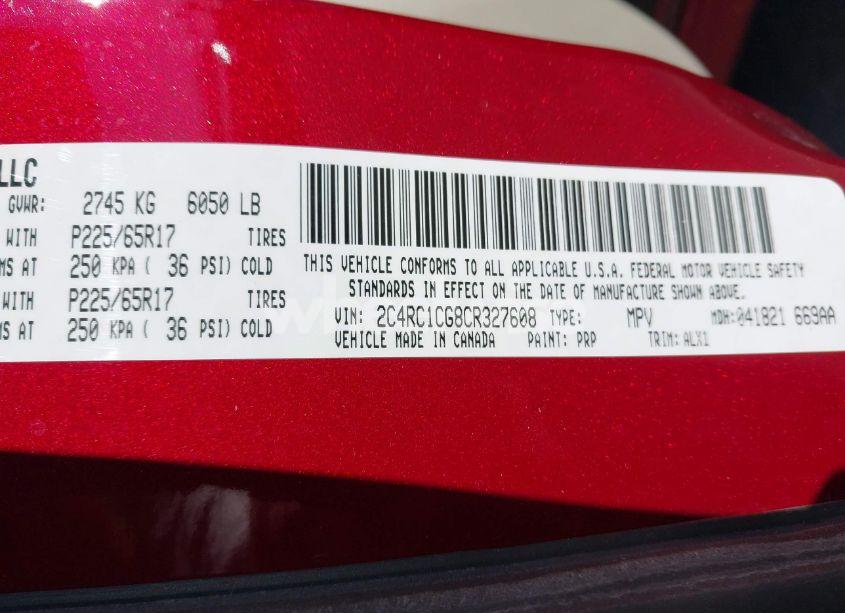 LLC
GVWR: 2745 KG 6050 LB
WITH P225/65R17 TIRES
MS AT 250 KPA ( 36 PSI) COLD
WITH P225/65R17 TIRES
MS AT 250 KPA ( 36 PSI) COLD
THIS VEHICLE CONFORMS TO ALL APPLICABLE U.S.A. FEDERAL MOTOR VEHICLE SAFETY
STANDARDS IN EFFECT ON THE DATE OF MANUFACTURE SHOWN ABOVE.
VIN: 2C4RC1CG8CR327608 TYPE: MPV MDH:041821 669AA
VEHICLE MADE IN CANADA PAINT: PRP TRIM: ALX1